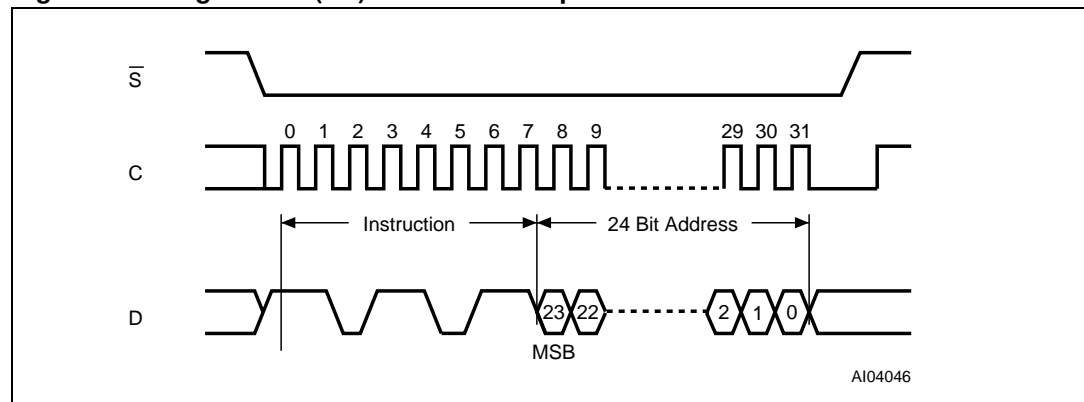 S
0 1 2 3 4 5 6 7 8 9 29 30 31
C
Instruction 24 Bit Address
D 23 22 2 1 0
MSB
AI04046